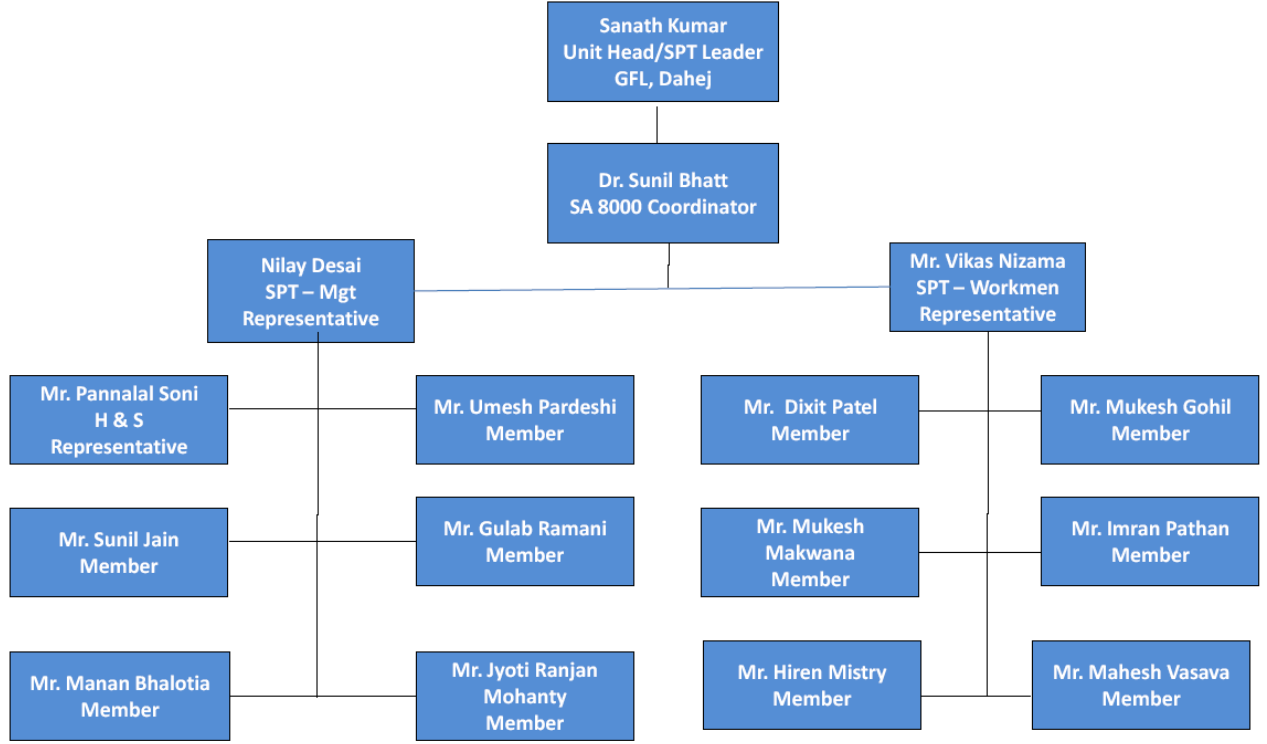 Sanath Kumar
Unit Head/SPT Leader
GFL, Dahej
Dr. Sunil Bhatt
SA 8000 Coordinator
Nilay Desai
SPT – Mgt
Representative
Mr. Vikas Nizama
SPT – Workmen
Representative
Mr. Pannalal Soni
H & S
Representative
Mr. Umesh Pardeshi
Member
Mr. Dixit Patel
Member
Mr. Mukesh Gohil
Member
Mr. Sunil Jain
Member
Mr. Gulab Ramani
Member
Mr. Mukesh
Makwana
Member
Mr. Imran Pathan
Member
Mr. Manan Bhalotia
Member
Mr. Jyoti Ranjan
Mohanty
Member
Mr. Hiren Mistry
Member
Mr. Mahesh Vasava
Member